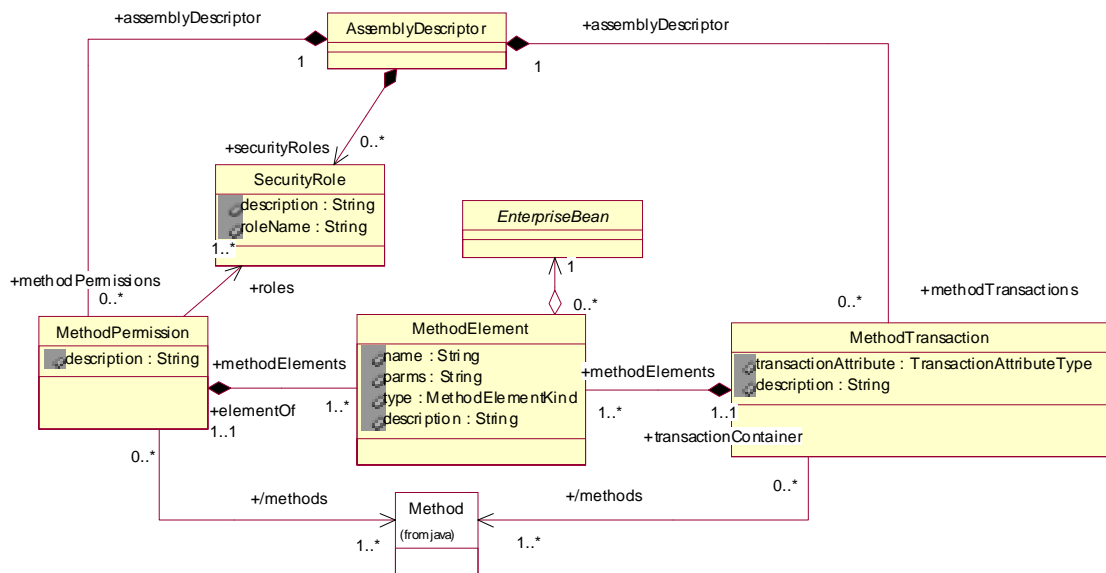 +assemblyDescriptor
AssemblyDescriptor
+assemblyDescriptor
1
1
+securityRoles
0..*
SecurityRole
description : String
roleName : String
1..*
EnterpriseBean
1
+methodPermissions
0..*
+roles
0..*
0..*
+methodTransactions
MethodPermission
description : String
MethodElement
name : String
parms : String
type : MethodElementKind
description : String
MethodTransaction
transactionAttribute : TransactionAttributeType
description : String
+methodElements
+methodElements
+elementOf
1..*
1..1
1..*
1..1
+transactionContainer
0..*
0..*
+/methods
+/methods
Method
(from java)
1..*
1..*